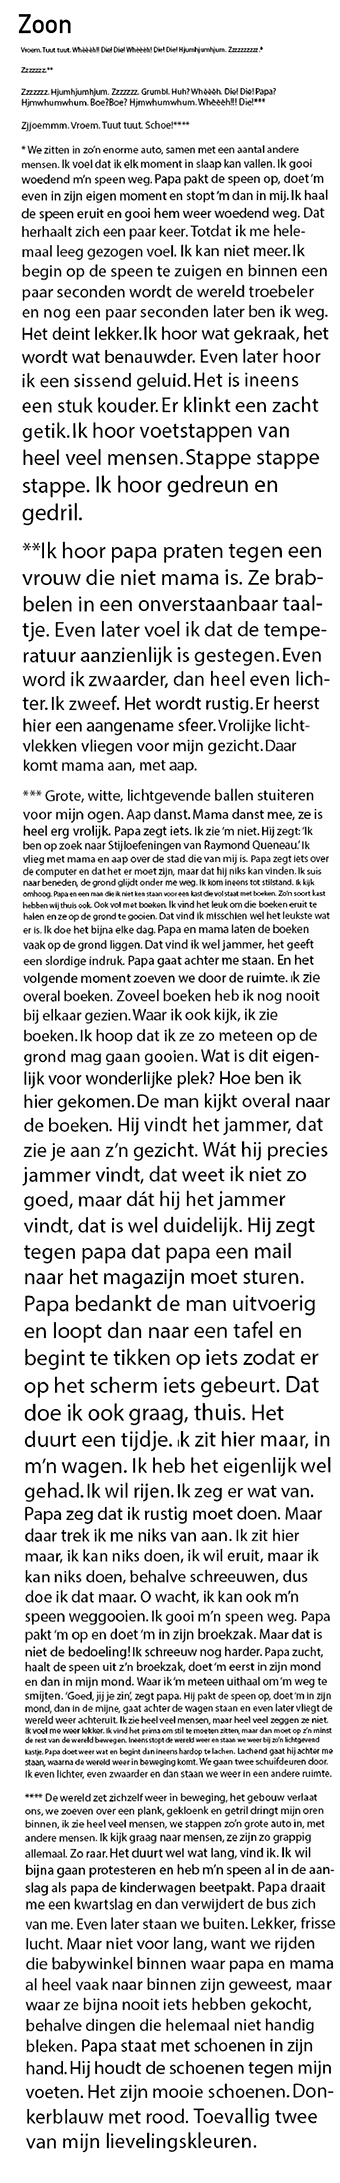 Zoon
Vroem. Tuut tuut. Whèèèh!! Die! Die! Whèèèh! Die! Die! Hjumhjumhjum. Zzzzzzzzzz.*
Zzzzzzz.**
Zzzzzzz. Hjumhjumhjum. Zzzzzzz. Grumbl. Huh? Whèèèh. Die! Die! Papa?
Hjmwhumwhum. Boe?Boe? Hjmwhumwhum. Whèèèh!!! Die!***
Zjjoemmm. Vroem. Tuut tuut. Schoe!****
* We zitten in zo'n enorme auto, samen met een aantal andere
mensen. Ik voel dat ik elk moment in slaap kan vallen. Ik gooi
woedend m'n speen weg. Papa pakt de speen op, doet 'm
even in zijn eigen moment en stopt 'm dan in mij. Ik haal
de speen eruit en gooi hem weer woedend weg. Dat
herhaalt zich een paar keer. Totdat ik me hele-
maal leeg gezogen voel. Ik kan niet meer. Ik
begin op de speen te zuigen en binnen een
paar seconden wordt de wereld troebeler
en nog een paar seconden later ben ik weg.
Het deint lekker. Ik hoor wat gekraak, het
wordt wat benauwder. Even later hoor
ik een sissend geluid. Het is ineens
een stuk kouder. Er klinkt een zacht
getik. Ik hoor voetstappen van
heel veel mensen. Stappe stappe
stappe. Ik hoor gedreun en
gedril.
**Ik hoor papa praten tegen een
vrouw die niet mama is. Ze brab-
belen in een onverstaanbaar taal-
tje. Even later voel ik dat de tempe-
ratuur aanzienlijk is gestegen. Even
word ik zwaarder, dan heel even lich-
ter. Ik zweef. Het wordt rustig. Er heerst
hier een aangename sfeer. Vrolijke licht-
vlekken vliegen voor mijn gezicht. Daar
komt mama aan, met aap.
*** Grote, witte, lichtgevende ballen stuiteren
voor mijn ogen. Aap danst. Mama danst mee, ze is
heel erg vrolijk. Papa zegt iets. Ik zie 'm niet. Hij zegt: 'Ik
ben op zoek naar Stijloefeningen van Raymond Queneau.' Ik
vlieg met mama en aap over de stad die van mij is. Papa zegt iets over
de computer en dat het er moet zijn, maar dat hij niks kan vinden. Ik suis
naar beneden, de grond glijdt onder me weg. Ik kom ineens tot stilstand. Ik kijk
omhoog. Papa en een man die ik niet ken staan voor een kast die vol staat met boeken. Zo'n soort kast
hebben wij thuis ook. Ook vol met boeken. Ik vind het leuk om die boeken eruit te
halen en ze op de grond te gooien. Dat vind ik misschien wel het leukste wat
er is. Ik doe het bijna elke dag. Papa en mama laten de boeken
vaak op de grond liggen. Dat vind ik wel jammer, het geeft
een slordige indruk. Papa gaat achter me staan. En het
volgende moment zoeven we door de ruimte. Ik zie
overal boeken. Zoveel boeken heb ik nog nooit
bij elkaar gezien. Waar ik ook kijk, ik zie
boeken. Ik hoop dat ik ze zo meteen op de
grond mag gaan gooien. Wat is dit eigen-
lijk voor wonderlijke plek? Hoe ben ik
hier gekomen. De man kijkt overal naar
de boeken. Hij vindt het jammer, dat
zie je aan z'n gezicht. Wát hij precies
jammer vindt, dat weet ik niet zo
goed, maar dát hij het jammer
vindt, dat is wel duidelijk. Hij zegt
tegen papa dat papa een mail
naar het magazijn moet sturen.
Papa bedankt de man uitvoerig
en loopt dan naar een tafel en
begint te tikken op iets zodat er
op het scherm iets gebeurt. Dat
doe ik ook graag, thuis. Het
duurt een tijdje. Ik zit hier maar, in
m'n wagen. Ik heb het eigenlijk wel
gehad. Ik wil rijen. Ik zeg er wat van.
Papa zeg dat ik rustig moet doen. Maar
daar trek ik me niks van aan. Ik zit hier
maar, ik kan niks doen, ik wil eruit, maar ik
kan niks doen, behalve schreeuwen, dus
doe ik dat maar. O wacht, ik kan ook m'n
speen weggooien. Ik gooi m'n speen weg. Papa
pakt 'm op en doet 'm in zijn broekzak. Maar dat is
niet de bedoeling! Ik schreeuw nog harder. Papa zucht,
haalt de speen uit z'n broekzak, doet 'm eerst in zijn mond
en dan in mijn mond. Waar ik 'm meteen uithaal om 'm weg te
smijten. 'Goed, jij je zin', zegt papa. Hij pakt de speen op, doet 'm in zijn
mond, dan in de mijne, gaat achter de wagen staan en even later vliegt de
wereld weer achteruit. Ik zie heel veel mensen, maar heel veel zeggen ze niet.
Ik voel me weer lekker. Ik vind het prima om stil te moeten zitten, maar dan moet op z'n minst
de rest van de wereld bewegen. Ineens stopt de wereld weer en staan we weer bij zo'n lichtgevend
kastje. Papa doet weer wat en begint dan ineens hardop te lachen. Lachend gaat hij achter me
staan, waarna de wereld weer in beweging komt. We gaan twee schuifdeuren door.
Ik even lichter, even zwaarder en dan staan we weer in een andere ruimte.
**** De wereld zet zichzelf weer in beweging, het gebouw verlaat
ons, we zoeven over een plank, gekloenk en getril dringt mijn oren
binnen, ik zie heel veel mensen, we stappen zo'n grote auto in, met
andere mensen. Ik kijk graag naar mensen, ze zijn zo grappig
allemaal. Zo raar. Het duurt wel wat lang, vind ik. Ik wil
bijna gaan protesteren en heb m'n speen al in de aan-
slag als papa de kinderwagen beetpakt. Papa draait
me een kwartslag en dan verwijdert de bus zich
van me. Even later staan we buiten. Lekker, frisse
lucht. Maar niet voor lang, want we rijden
die babywinkel binnen waar papa en mama
al heel vaak naar binnen zijn geweest, maar
waar ze bijna nooit iets hebben gekocht,
behalve dingen die helemaal niet handig
bleken. Papa staat met schoenen in zijn
hand. Hij houdt de schoenen tegen mijn
voeten. Het zijn mooie schoenen. Don-
kerblauw met rood. Toevallig twee
van mijn lievelingskleuren.